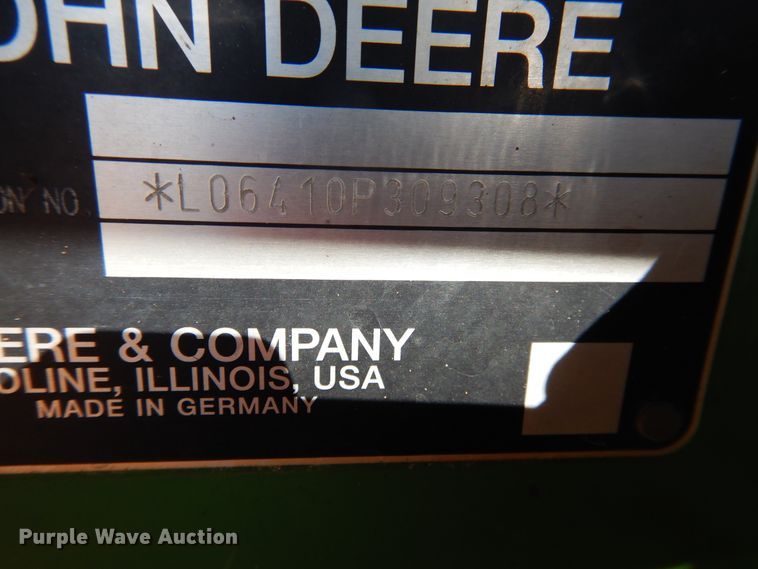 OHN DEERE
ON NO.
*L06410P309308*
ERE & COMPANY
OLINE, ILLINOIS, USA
MADE IN GERMANY
Purple Wave Auction